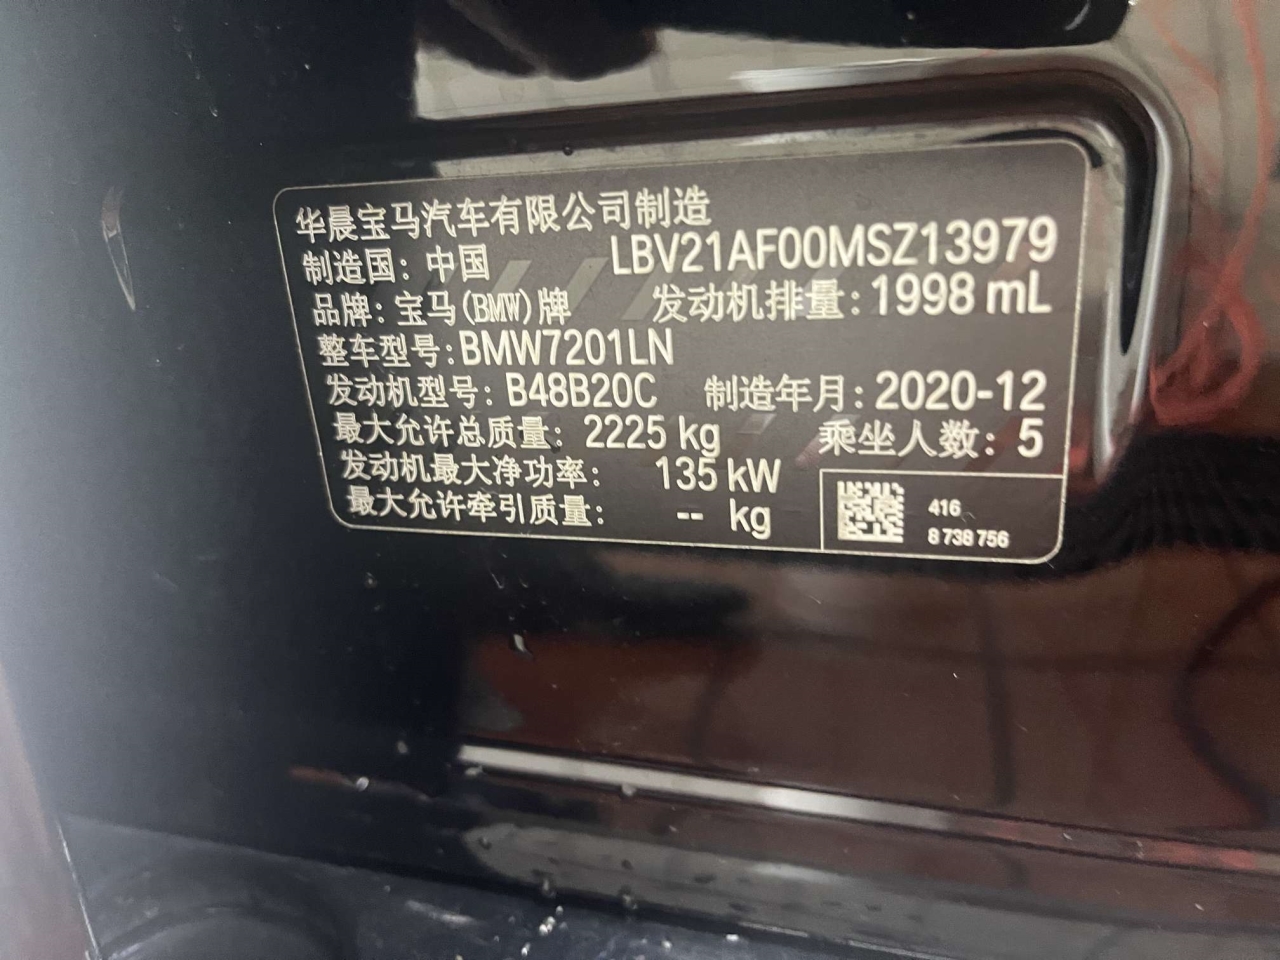 华晨宝马汽车有限公司制造
制造国：中国 LBV21AF00MSZ13979
品牌：宝马(BMW)牌 发动机排量：1998 mL
整车型号：BMW7201LN
发动机型号：B48B20C 制造年月：2020-12
最大允许总质量：2225 kg 乘坐人数：5
发动机最大净功率：135 kW
最大允许牵引质量：-- kg
416
8 738 756